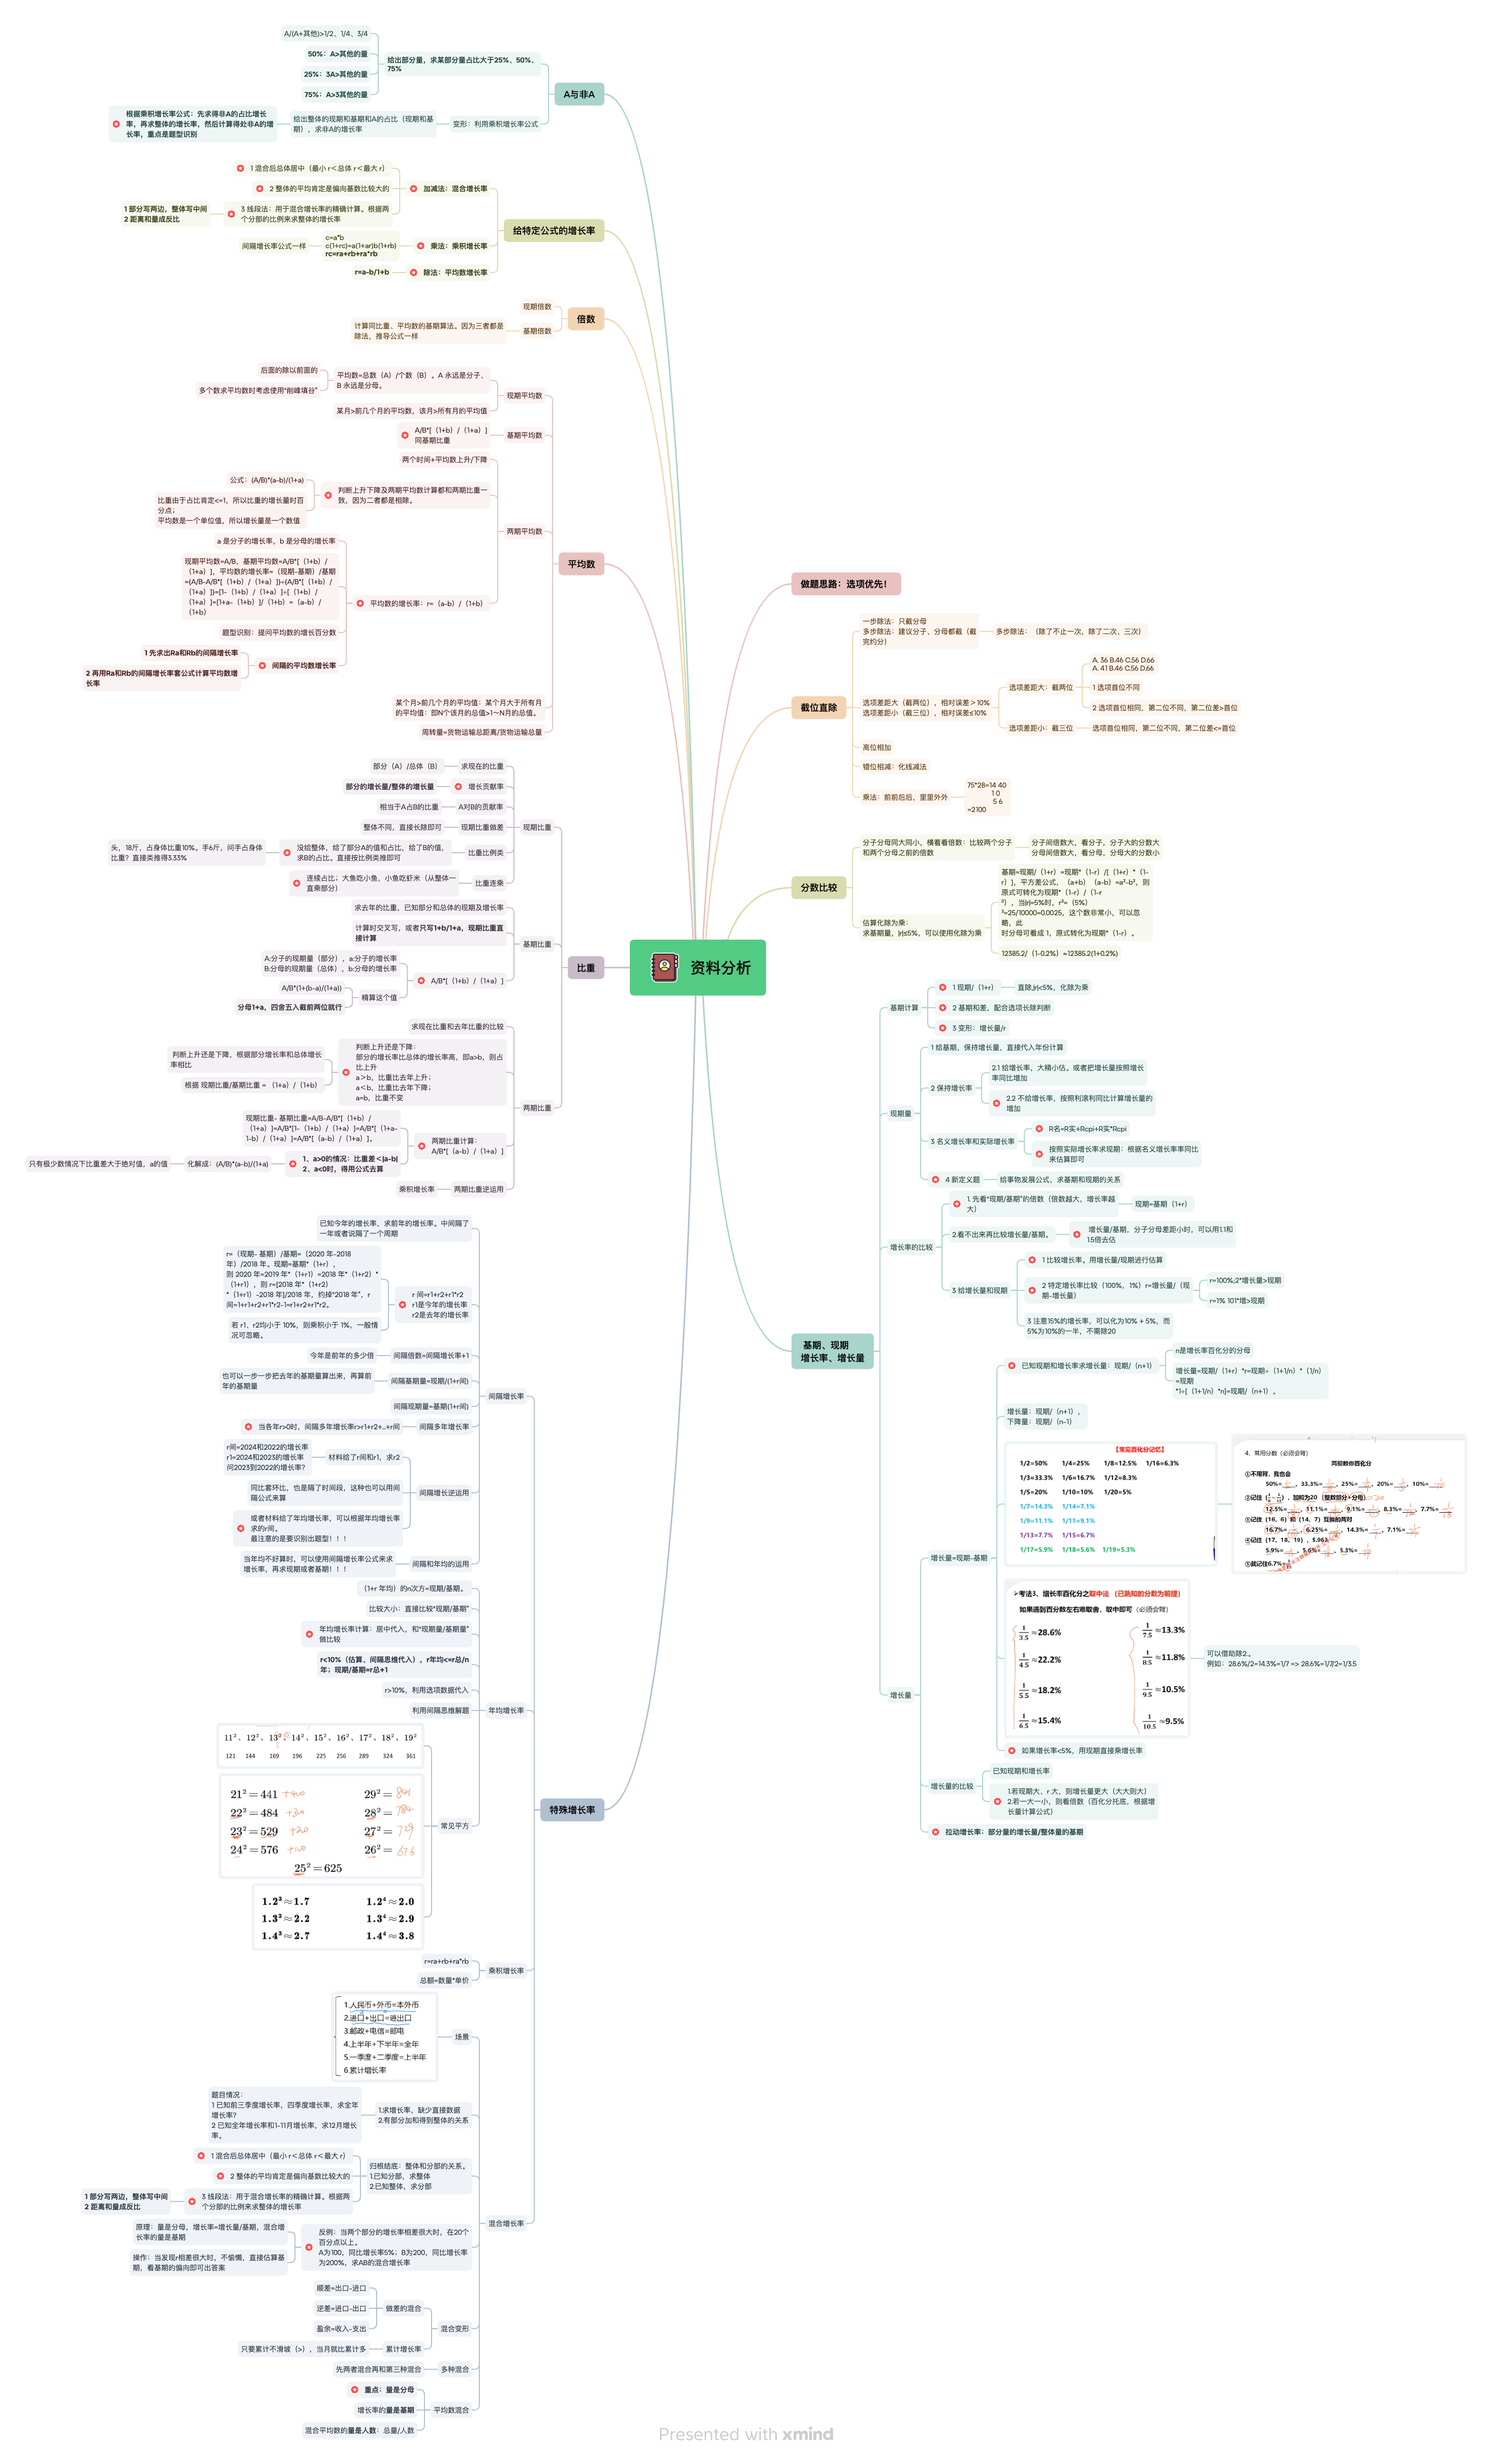 A/(A+其他)>1/2、1/4、3/4
50%：A>其他的量
25%：3A>其他的量
75%：A>3其他的量
给出部分量，求某部分量占比大于25%、50%、
75%
A与非A
根据乘积增长率公式：先求得非A的占比增长
率，再求整体的增长率，然后计算得处非A的增
长率，重点是题型识别
给出整体的现期和基期和A的占比（现期和基
期），求非A的增长率
变形：利用乘积增长率公式
1 混合后总体居中（最小 r＜总体 r＜最大 r）
2 整体的平均肯定是偏向基数比较大的
1 部分写两边，整体写中间
2 距离和量成反比
3 线段法：用于混合增长率的精确计算。根据两
个分部的比例来求整体的增长率
加减法：混合增长率
给特定公式的增长率
间隔增长率公式一样
c=a*b
c(1+rc)=a(1+ar)b(1+rb)
rc=ra+rb+ra*rb
乘法：乘积增长率
r=a-b/1+b
除法：平均数增长率
现期倍数
倍数
计算同比重、平均数的基期算法。因为三者都是
除法，推导公式一样
基期倍数
后面的除以前面的
多个数求平均数时考虑使用“削峰填谷”
平均数=总数（A）/个数（B）。A 永远是分子、
B 永远是分母。
某月>前几个月的平均数，该月>所有月的平均值
现期平均数
A/B*[（1+b）/（1+a）]
同基期比重
基期平均数
两个时间+平均数上升/下降
公式：(A/B)*(a-b)/(1+a)
比重由于占比肯定<=1，所以比重的增长量时百
分点；
平均数是一个单位值，所以增长量是一个数值
判断上升下降及两期平均数计算都和两期比重一
致，因为二者都是相除。
两期平均数
平均数
a 是分子的增长率，b 是分母的增长率
现期平均数=A/B，基期平均数=A/B*[（1+b）/
（1+a）]，平均数的增长率=（现期-基期）/基期
={A/B-A/B*[（1+b）/（1+a）]}÷{A/B*[（1+b）/
（1+a）]}=[1-（1+b）/（1+a）]÷[（1+b）/
（1+a）]=[1+a-（1+b）]/（1+b）=（a-b）/
（1+b）
平均数的增长率：r=（a-b）/（1+b）
题型识别：提问平均数的增长百分数
1 先求出Ra和Rb的间隔增长率
2 再用Ra和Rb的间隔增长率套公式计算平均数增
长率
间隔的平均数增长率
某个月>前几个月的平均值：某个月大于所有月
的平均值：即N个该月的总值>1～N月的总值。
周转量=货物运输总距离/货物运输总量
部分（A）/总体（B）
求现在的比重
部分的增长量/整体的增长量
增长贡献率
相当于A占B的比重
A对B的贡献率
整体不同，直接长除即可
现期比重做差
现期比重
头，18斤，占身体比重10%。手6斤，问手占身体
比重？直接类推得3.33%
没给整体，给了部分A的值和占比，给了B的值，
求B的占比。直接按比例类推即可
比重比例类
连续占比；大鱼吃小鱼，小鱼吃虾米（从整体一
直乘部分）
比重连乘
求去年的比重，已知部分和总体的现期及增长率
计算时交叉写，或者只写1+b/1+a，现期比重直
接计算
基期比重
比重
A:分子的现期量（部分），a:分子的增长率
B:分母的现期量（总体），b:分母的增长率
A/B*(1+(b-a)/(1+a))
分母1+a，四舍五入截前两位就行
精算这个值
A/B*[（1+b）/（1+a）]
求现在比重和去年比重的比较
判断上升还是下降，根据部分增长率和总体增长
率相比
根据 现期比重/基期比重 = （1+a）/（1+b）
判断上升还是下降：
部分的增长率比总体的增长率高，即a>b，则占
比上升
a＞b，比重比去年上升；
a＜b，比重比去年下降；
a=b，比重不变
两期比重
现期比重- 基期比重=A/B-A/B*[（1+b）/
（1+a）]=A/B*[1-（1+b）/（1+a）]=A/B*[（1+a-
1-b）/（1+a）]=A/B*[（a-b）/（1+a）]。
只有极少数情况下比重差大于绝对值，a的值
化解成：(A/B)*(a-b)/(1+a)
1、a>0的情况：比重差＜|a-b|
2、a<0时，得用公式去算
两期比重计算：
A/B*[（a-b）/（1+a）]
乘积增长率
两期比重逆运用
已知今年的增长率，求前年的增长率。中间隔了
一年或者说隔了一个周期
r=（现期- 基期）/基期=（2020 年-2018
年）/2018 年。现期=基期*（1+r），
则 2020 年=2019 年*（1+r1）=2018 年*（1+r2）*
（1+r1），则 r=[2018 年*（1+r2）
*（1+r1）-2018 年]/2018 年，约掉“2018 年”，r
间=1+r1+r2+r1*r2-1=r1+r2+r1*r2。
若 r1、r2均小于 10%，则乘积小于 1%，一般情
况可忽略。
r 间=r1+r2+r1*r2
r1是今年的增长率
r2是去年的增长率
今年是前年的多少倍
间隔倍数=间隔增长率+1
也可以一步一步把去年的基期量算出来，再算前
年的基期量
间隔基期量=现期/(1+r间)
间隔现期量=基期(1+r间)
间隔增长率
当各年r>0时，间隔多年增长率r>r1+r2+...+r间
间隔多年增长率
r间=2024和2022的增长率
r1=2024和2023的增长率
问2023到2022的增长率?
材料给了r间和r1，求r2
同比套环比，也是隔了时间段，这种也可以用间
隔公式来算
或者材料给了年均增长率，可以根据年均增长率
求的r间。
最注意的是要识别出题型！！！
间隔增长逆运用
当年均不好算时，可以使用间隔增长率公式来求
增长率，再求现期或者基期！！！
间隔和年均的运用
（1+r 年均）的n次方=现期/基期。
比较大小：直接比较“现期/基期”
年均增长率计算：居中代入，和“现期量/基期量”
做比较
r<10%（估算、间隔思维代入），r年均<=r总/n
年；现期/基期=r总+1
r>10%，利用选项数据代入
利用间隔思维解题
年均增长率
11²、12²、13²、14²、15²、16²、17²、18²、19²
121 144 169 196 225 256 289 324 361
21²=441 +400 29²=841
22²=484 +300 28²=784
23²=529 +200 27²=729
24²=576 +100 26²=676
25²=625
常见平方
1.2³≈1.7 1.2⁴≈2.0
1.3³≈2.2 1.3⁴≈2.9
1.4³≈2.7 1.4⁴≈3.8
特殊增长率
r=ra+rb+ra*rb
总额=数量*单价
乘积增长率
1.人民币+外币=本外币
2.进口+出口=进出口
3.邮政+电信=邮电
4.上半年+下半年=全年
5.一季度+二季度=上半年
6.累计增长率
场景
题目情况：
1 已知前三季度增长率，四季度增长率，求全年
增长率？
2 已知全年增长率和1-11月增长率，求12月增长
率。
1.求增长率，缺少直接数据
2.有部分加和得到整体的关系
1 混合后总体居中（最小 r＜总体 r＜最大 r）
2 整体的平均肯定是偏向基数比较大的
1 部分写两边，整体写中间
2 距离和量成反比
3 线段法：用于混合增长率的精确计算。根据两
个分部的比例来求整体的增长率
归根结底：整体和分部的关系。
1.已知分部，求整体
2.已知整体，求分部
混合增长率
原理：量是分母，增长率=增长量/基期，混合增
长率的量是基期
操作：当发现r相差很大时，不偷懒，直接估算基
期，看基期的偏向即可出答案
反例：当两个部分的增长率相差很大时，在20个
百分点以上。
A为100，同比增长率5%；B为200，同比增长率
为200%，求AB的混合增长率
顺差=出口-进口
逆差=进口-出口
盈余=收入-支出
做差的混合
只要累计不滑坡（>），当月就比累计多
累计增长率
混合变形
先两者混合再和第三种混合
多种混合
重点：量是分母
增长率的量是基期
混合平均数的量是人数：总量/人数
平均数混合
资料分析
做题思路：选项优先！
一步除法：只截分母
多步除法：建议分子、分母都截（截
完约分）
多步除法：（除了不止一次，除了二次、三次）
截位直除
选项差距大（截两位），相对误差＞10%
选项差距小（截三位），相对误差≤10%
选项差距大：截两位
A. 36 B.46 C.56 D.66
A. 41 B.46 C.56 D.66
1 选项首位不同
2 选项首位相同，第二位不同，第二位差>首位
选项差距小：截三位
选项首位相同，第二位不同，第二位差<=首位
高位相加
错位相减：化线减法
乘法：前前后后，里里外外
75*28=14 40
1 0
5 6
=2100
分数比较
分子分母同大同小，横着看倍数：比较两个分子
和两个分母之前的倍数
分子间倍数大，看分子，分子大的分数大
分母间倍数大，看分母，分母大的分数小
估算化除为乘：
求基期量，|r|≤5%，可以使用化除为乘
基期=现期/（1+r）=现期*（1-r）/[（1+r）*（1-
r）]，平方差公式，（a+b）（a-b）=a²-b²，则
原式可转化为现期*（1-r）/（1-r
²），当|r|=5%时，r²=（5%）
²=25/10000=0.0025，这个数非常小，可以忽
略，此
时分母可看成 1，原式转化为现期*（1-r）。
12385.2/（1-0.2%）≈12385.2(1+0.2%)
基期、现期
增长率、增长量
基期计算
1 现期/（1+r）
直除,|r|<5%，化除为乘
2 基期和差，配合选项长除判断
3 变形：增长量/r
现期量
1 给基期，保持增长量，直接代入年份计算
2 保持增长率
2.1 给增长率，大精小估。或者把增长量按照增长
率同比增加
2.2 不给增长率，按照利滚利同比计算增长量的
增加
3 名义增长率和实际增长率
R名=R实+Rcpi+R实*Rcpi
按照实际增长率求现期：根据名义增长率率同比
来估算即可
4 新定义题
给事物发展公式，求基期和现期的关系
增长率的比较
1. 先看“现期/基期”的倍数（倍数越大，增长率越
大）
现期=基期（1+r）
2.看不出来再比较增长量/基期。
增长量/基期，分子分母差距小时，可以用1.1和
1.5倍去估
3 给增长量和现期
1 比较增长率。用增长量/现期进行估算
2 特定增长率比较（100%，1%）r=增长量/（现
期-增长量）
r=100%;2*增长量>现期
r=1% 101*增>现期
3 注意15%的增长率，可以化为10% + 5%，而
5%为10%的一半，不需除20
增长量
增长量=现期-基期
已知现期和增长率求增长量：现期/（n+1）
n是增长率百化分的分母
增长量=现期/（1+r）*r=现期÷（1+1/n）*（1/n）
=现期
*1÷[（1+1/n）*n]=现期/（n+1）。
增长量：现期/（n+1），
下降量：现期/（n-1）
【常见百化分记忆】
1/2=50% 1/4=25% 1/8=12.5% 1/16=6.3%
1/3=33.3% 1/6=16.7% 1/12=8.3%
1/5=20% 1/10=10% 1/20=5%
1/7=14.3% 1/14=7.1%
1/9=11.1% 1/11=9.1%
1/13=7.7% 1/15=6.7%
1/17=5.9% 1/18=5.6% 1/19=5.3%
4、常用分数（必须会背）
两招教你百化分
①不用背，我也会
50%= ，33.3%= ，25%= ，20%= ，10%=
②记住 ，加和为20 （整数部分+分母）
12.5%= ，11.1%= ，9.1%= ，8.3%= ，7.7%=
③记住（16，6）和（14，7）互换的两对
16.7%= ，6.25%= ，14.3%= ，7.1%=
④记住（17，18，19），5.963
5.9%= ，5.6%= ，5.3%=
⑤就记住6.7%=
➢考法3、增长率百化分之取中法 （已熟知的分数为前提）
如果遇到百分数左右难取舍，取中即可（必须会背）
1/3.5≈28.6% 1/7.5≈13.3%
1/4.5≈22.2% 1/8.5≈11.8%
1/5.5≈18.2% 1/9.5≈10.5%
1/6.5≈15.4% 1/10.5≈9.5%
可以借助除2。
例如：28.6%/2=14.3%=1/7 => 28.6%=1/7/2=1/3.5
如果增长率<5%，用现期直接乘增长率
增长量的比较
已知现期和增长率
1.若现期大、r 大，则增长量更大（大大则大）
2.若一大一小，则看倍数（百化分托底，根据增
长量计算公式）
拉动增长率：部分量的增长量/整体量的基期
Presented with xmind